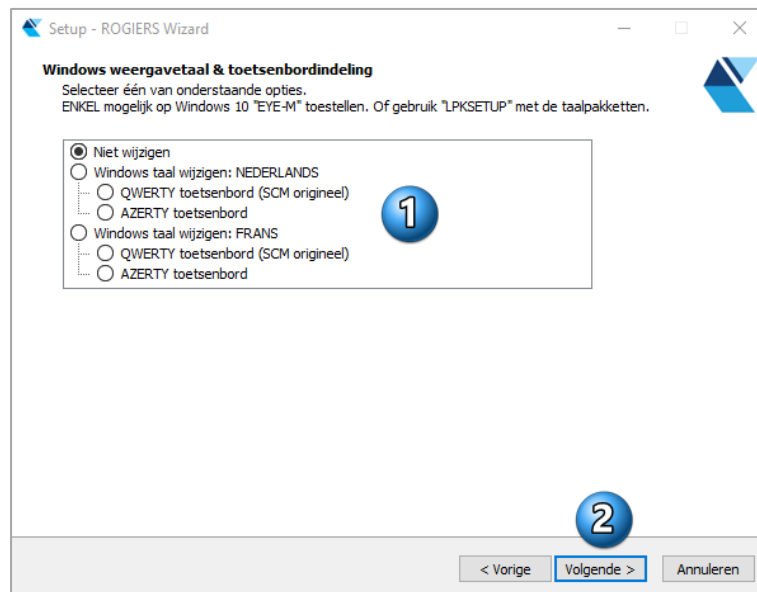 Setup - ROGIERS Wizard
Windows weergavetaal & toetsenbordindeling
Selecteer één van onderstaande opties.
ENKEL mogelijk op Windows 10 "EYE-M" toestellen. Of gebruik "LPKSETUP" met de taalpakketten.
Niet wijzigen
Windows taal wijzigen: NEDERLANDS
QWERTY toetsenbord (SCM origineel)
AZERTY toetsenbord
1
Windows taal wijzigen: FRANS
QWERTY toetsenbord (SCM origineel)
AZERTY toetsenbord
2
< Vorige Volgende > Annuleren